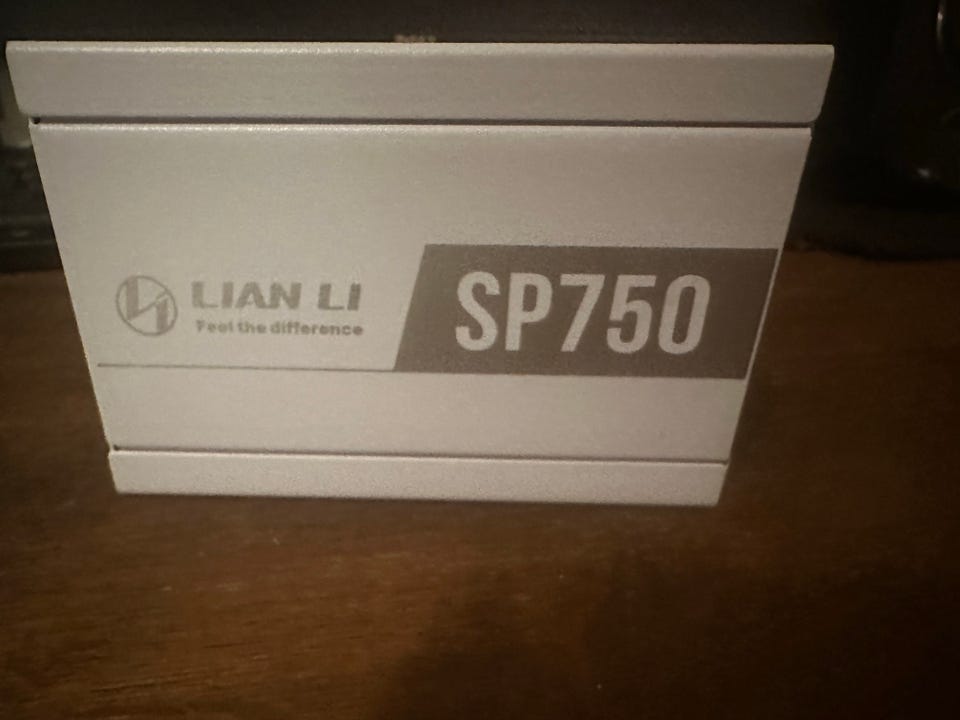 LIAN LI
Feel the difference
SP750